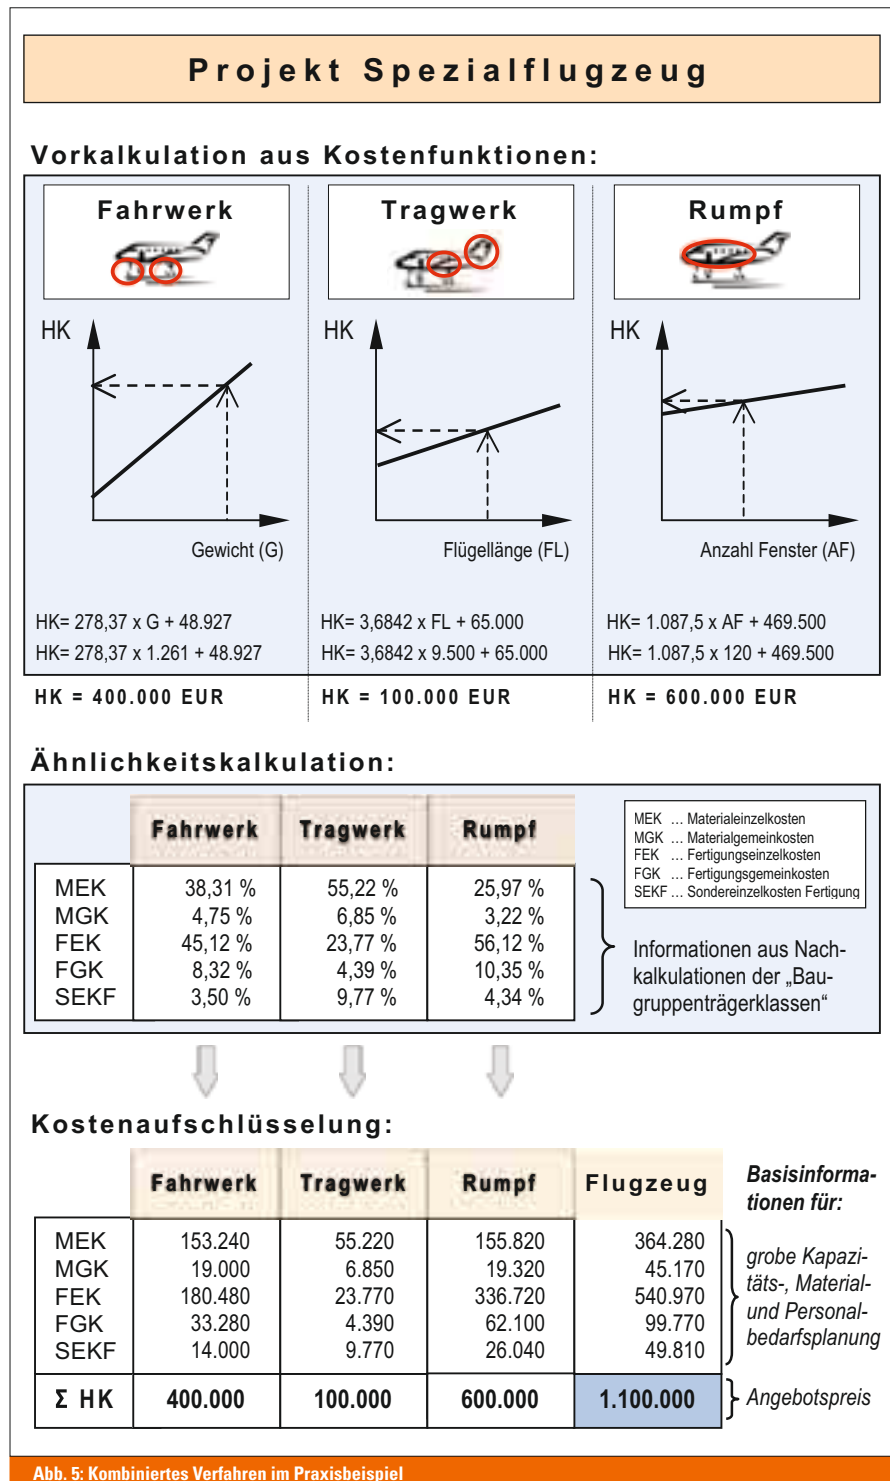 Projekt Spezialflugzeug
Vorkalkulation aus Kostenfunktionen:
Fahrwerk Tragwerk Rumpf
HK HK HK
Gewicht (G) Flügellänge (FL) Anzahl Fenster (AF)
HK= 278,37 x G + 48.927 HK= 3,6842 x FL + 65.000 HK= 1.087,5 x AF + 469.500
HK= 278,37 x 1.261 + 48.927 HK= 3,6842 x 9.500 + 65.000 HK= 1.087,5 x 120 + 469.500
HK = 400.000 EUR HK = 100.000 EUR HK = 600.000 EUR
Ähnlichkeitskalkulation:
Fahrwerk Tragwerk Rumpf
MEK 38,31 % 55,22 % 25,97 %
MGK 4,75 % 6,85 % 3,22 %
FEK 45,12 % 23,77 % 56,12 %
FGK 8,32 % 4,39 % 10,35 %
SEKF 3,50 % 9,77 % 4,34 %
MEK … Materialeinzelkosten
MGK … Materialgemeinkosten
FEK … Fertigungseinzelkosten
FGK … Fertigungsgemeinkosten
SEKF … Sondereinzelkosten Fertigung
Informationen aus Nach-
kalkulationen der „Bau-
gruppenträgerklassen“
Kostenaufschlüsselung:
Fahrwerk Tragwerk Rumpf Flugzeug
MEK 153.240 55.220 155.820 364.280
MGK 19.000 6.850 19.320 45.170
FEK 180.480 23.770 336.720 540.970
FGK 33.280 4.390 62.100 99.770
SEKF 14.000 9.770 26.040 49.810
Σ HK 400.000 100.000 600.000 1.100.000
Basisinforma-
tionen für:
grobe Kapazi-
täts-, Material-
und Personal-
bedarfsplanung
Angebotspreis
Abb. 5: Kombiniertes Verfahren im Praxisbeispiel